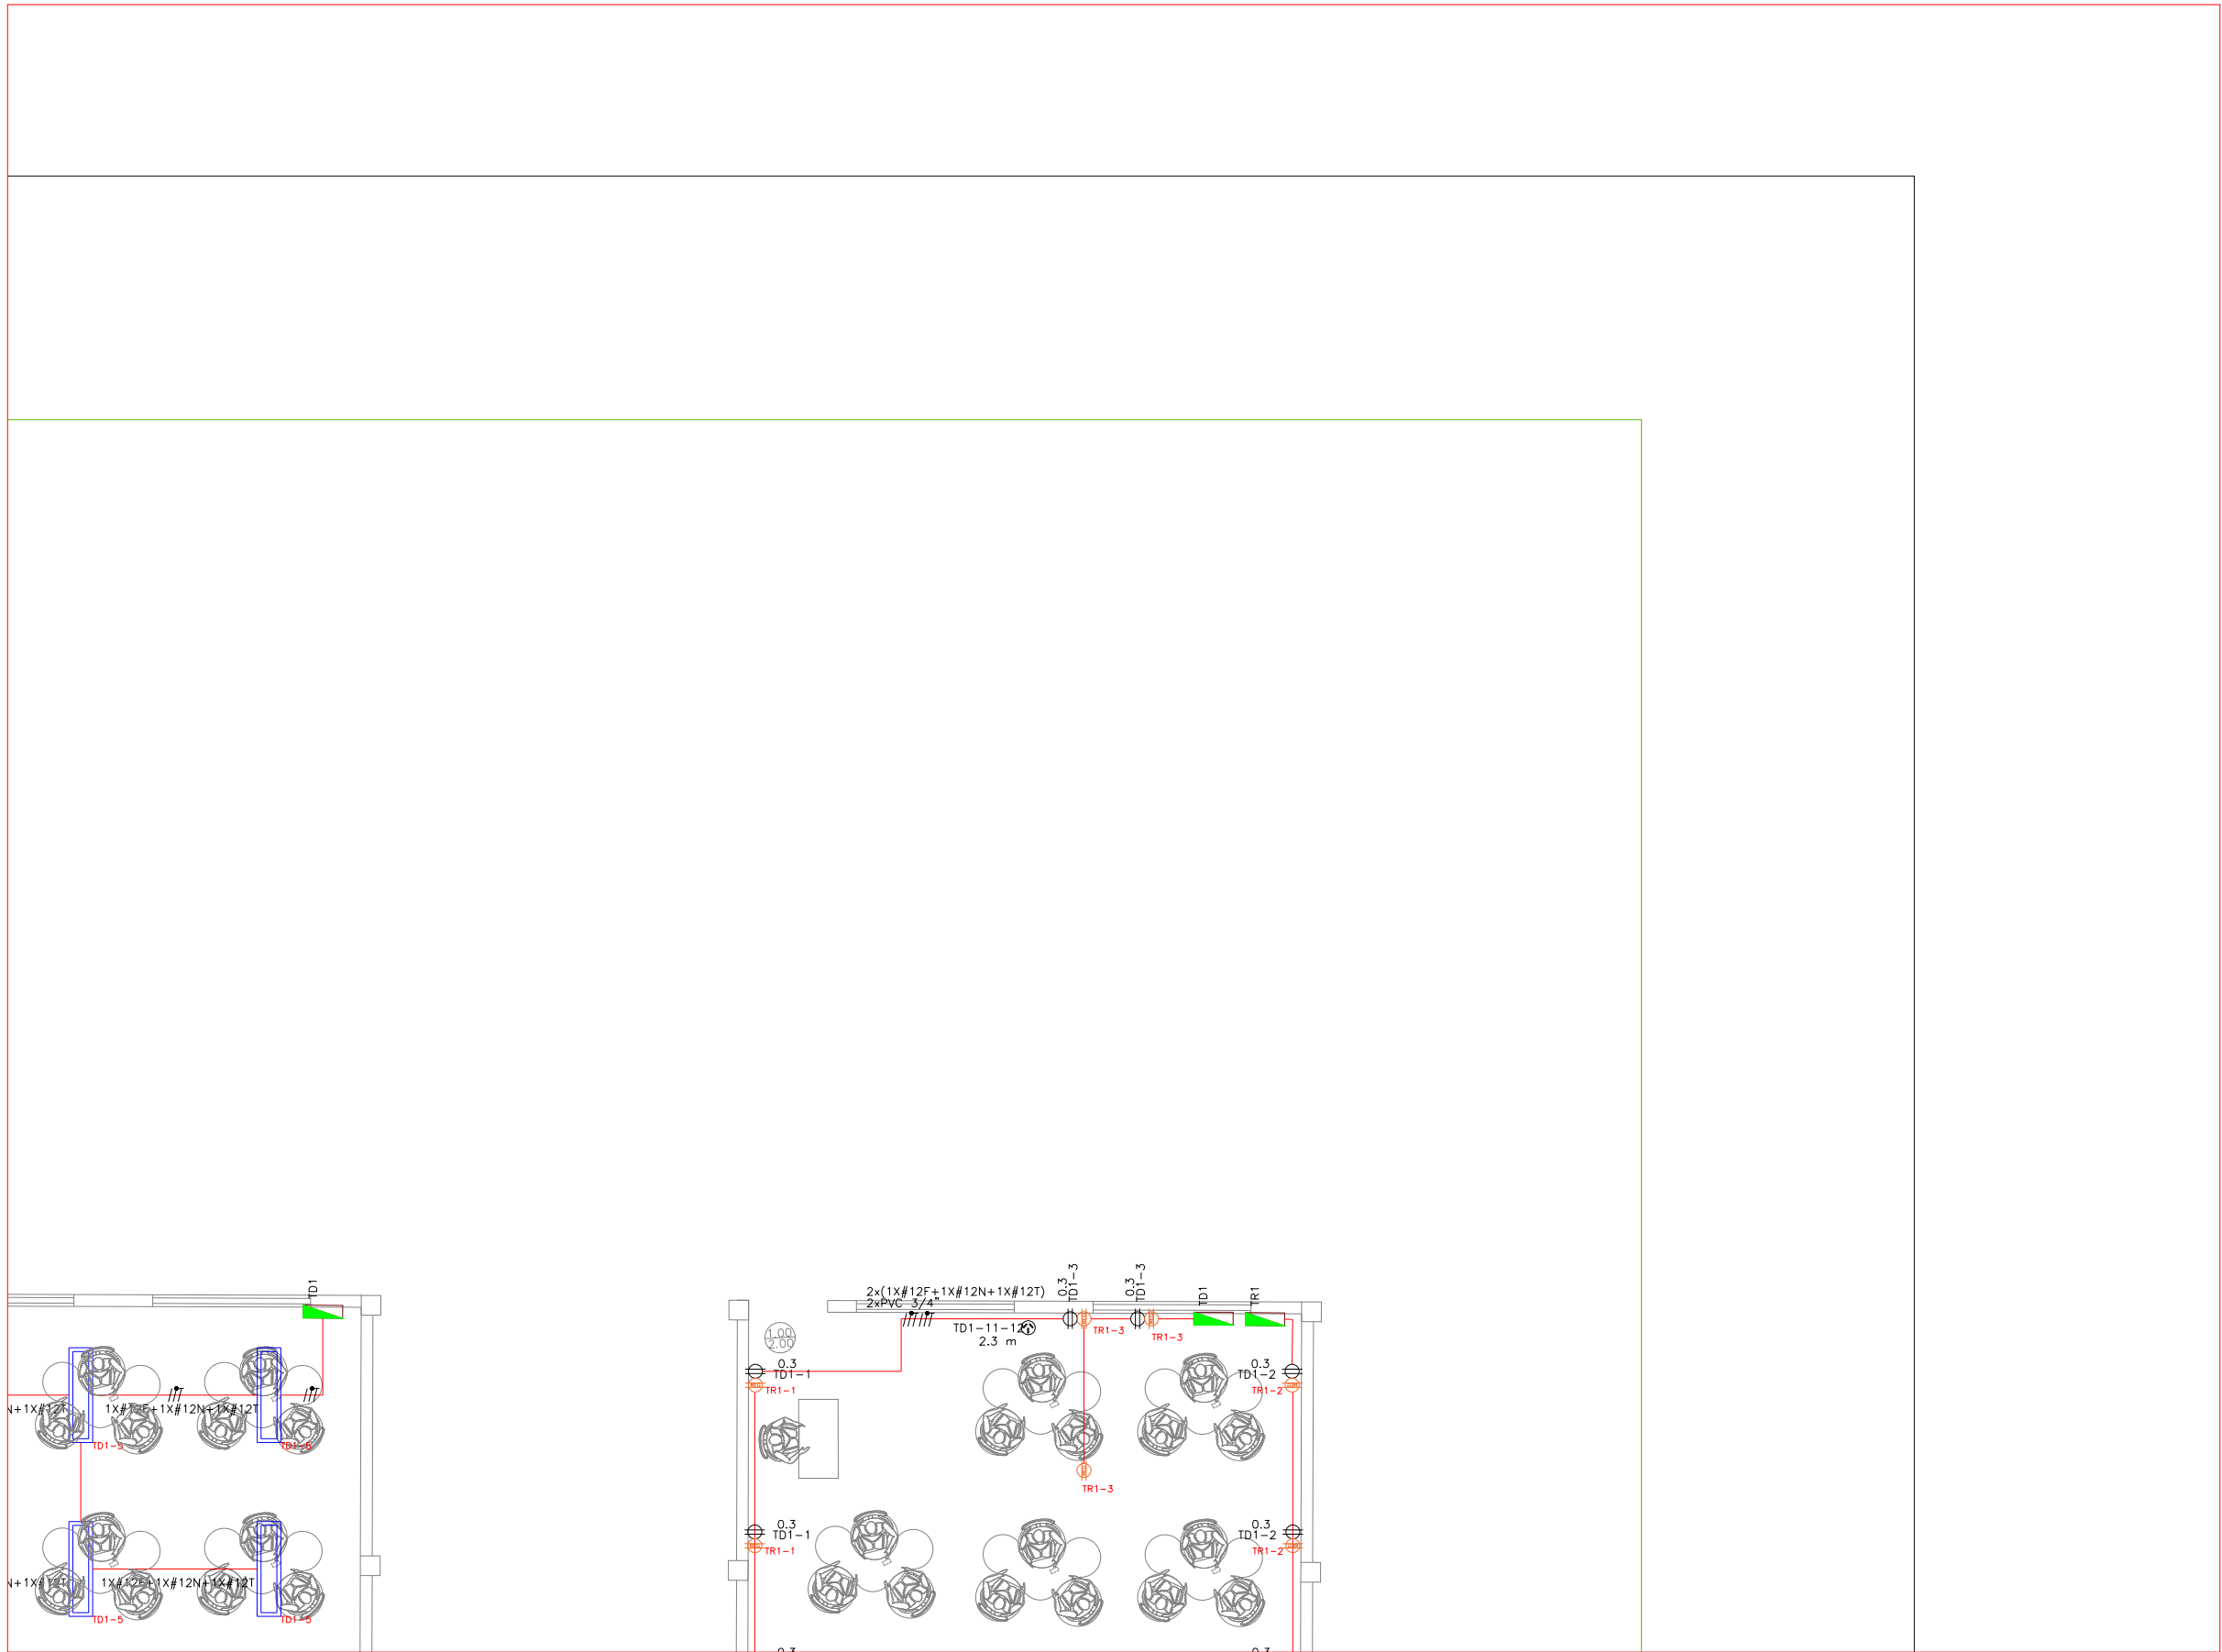 TD1
0.3
TD1-3
0.3
TD1-3
TD1
TR1
2x(1X#12F+1X#12N+1X#12T)
2xPVC 3/4"
TD1-11-12
2.3 m
TR1-3
TR1-3
1.00
2.00
0.3
TD1-1
TR1-1
0.3
TD1-2
TR1-2
T
T
T
T
N+1X#12T
1X#12F+1X#12N+1X#12T
TD1-5
TD1-5
TR1-3
0.3
TD1-1
TR1-1
0.3
TD1-2
TR1-2
N+1X#12T
1X#12F+1X#12N+1X#12T
TD1-5
TD1-5
0.3
0.3